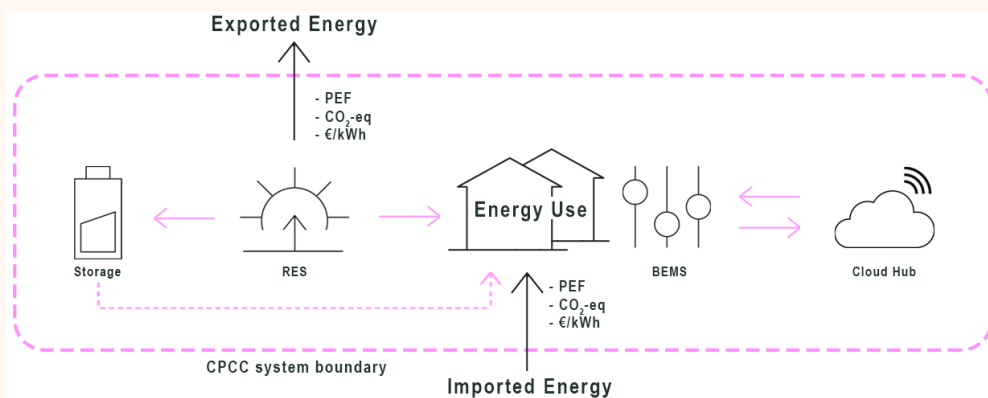 Exported Energy
- PEF
- CO₂-eq
- €/kWh
Energy Use
Storage
RES
BEMS
Cloud Hub
- PEF
- CO₂-eq
- €/kWh
CPCC system boundary
Imported Energy